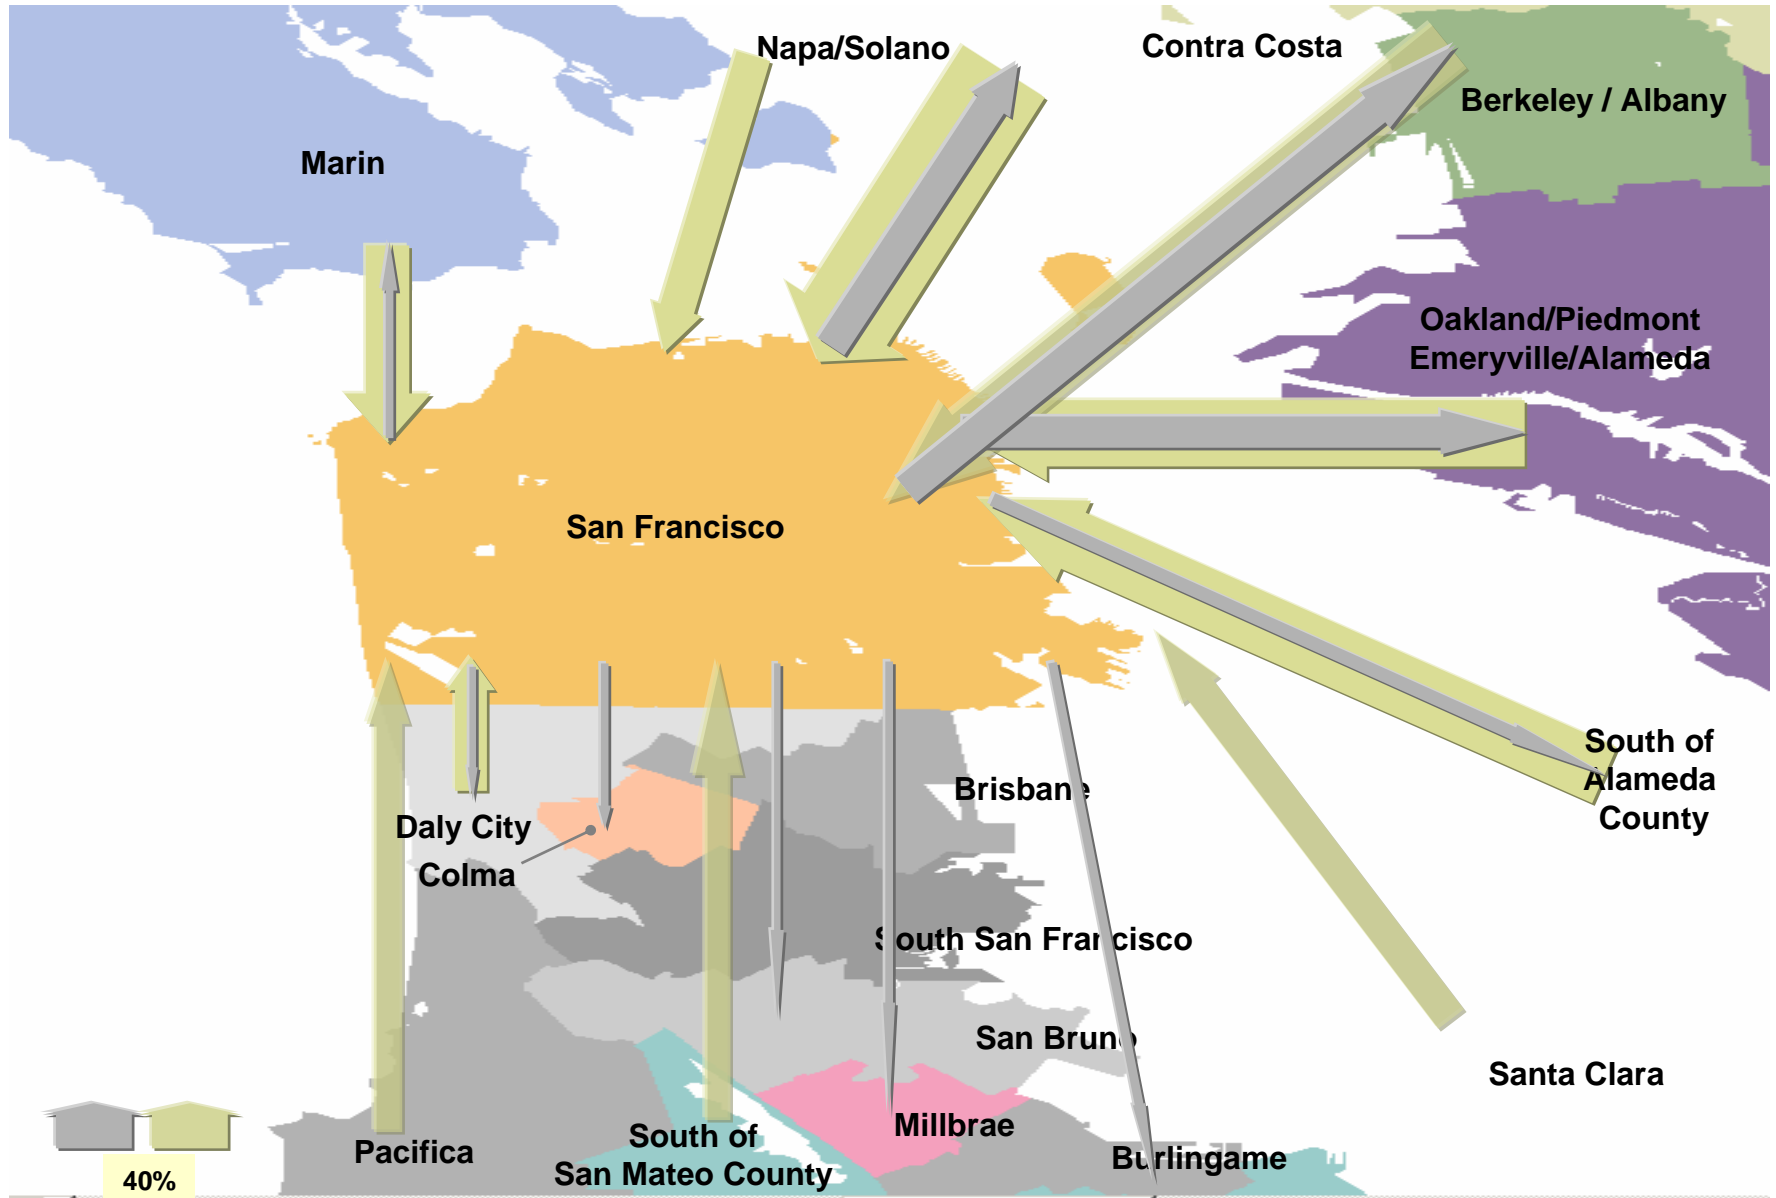 Napa/Solano
Contra Costa
Berkeley / Albany
Marin
Oakland/Piedmont
Emeryville/Alameda
San Francisco
South of
Alameda
County
Brisbane
Daly City
Colma
South San Francisco
San Bruno
Santa Clara
Millbrae
Pacifica
South of
San Mateo County
Burlingame
40%